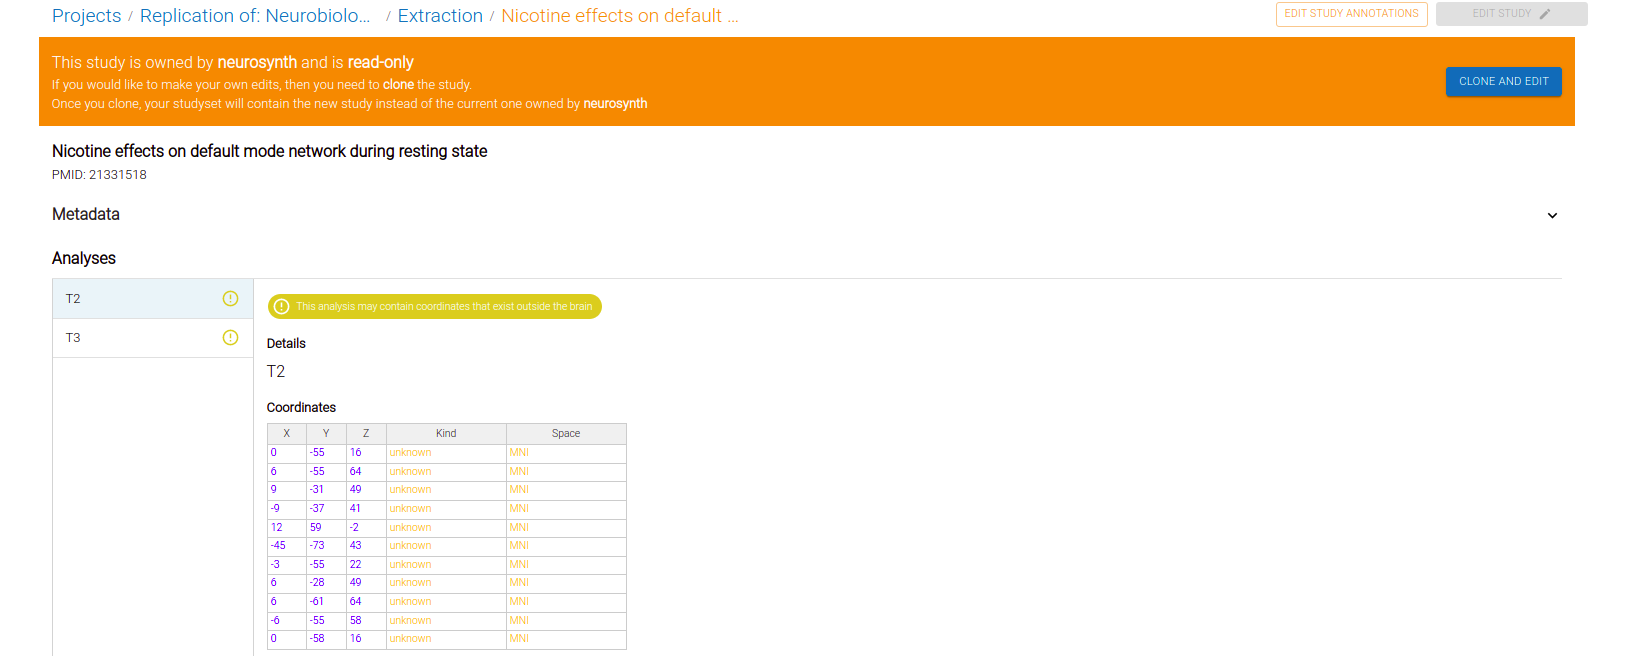 Projects / Replication of: Neurobiolo... / Extraction / Nicotine effects on default ...
EDIT STUDY ANNOTATIONS
EDIT STUDY
This study is owned by neurosynth and is read-only
If you would like to make your own edits, then you need to clone the study.
Once you clone, your studyset will contain the new study instead of the current one owned by neurosynth
CLONE AND EDIT
Nicotine effects on default mode network during resting state
PMID: 21331518
Metadata
Analyses
T2
T3
This analysis may contain coordinates that exist outside the brain
Details
T2
Coordinates
X Y Z Kind Space
0 -55 16 unknown MNI
6 -55 64 unknown MNI
9 -31 49 unknown MNI
-9 -37 41 unknown MNI
12 59 -2 unknown MNI
-45 -73 43 unknown MNI
-3 -55 22 unknown MNI
6 -28 49 unknown MNI
6 -61 64 unknown MNI
-6 -55 58 unknown MNI
0 -58 16 unknown MNI